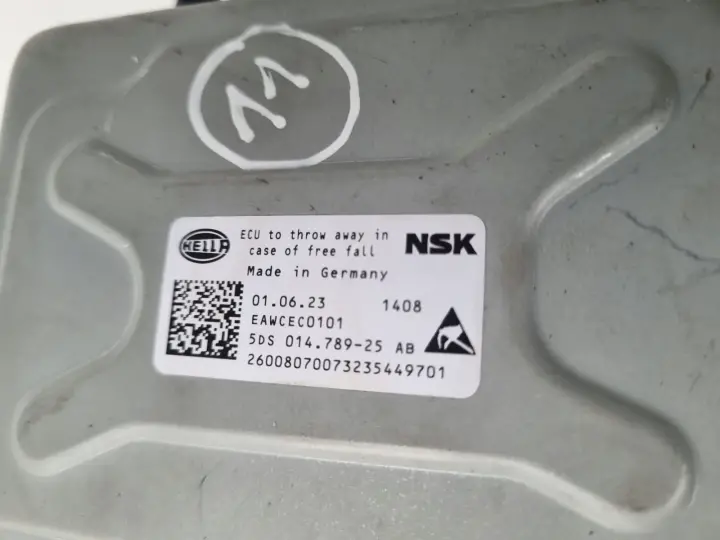 11
HELLA
ECU to throw away in
case of free fall
NSK
Made in Germany
01.06.23 1408
EAWCEC0101
5DS 014.789-25 AB
26008070073235449701